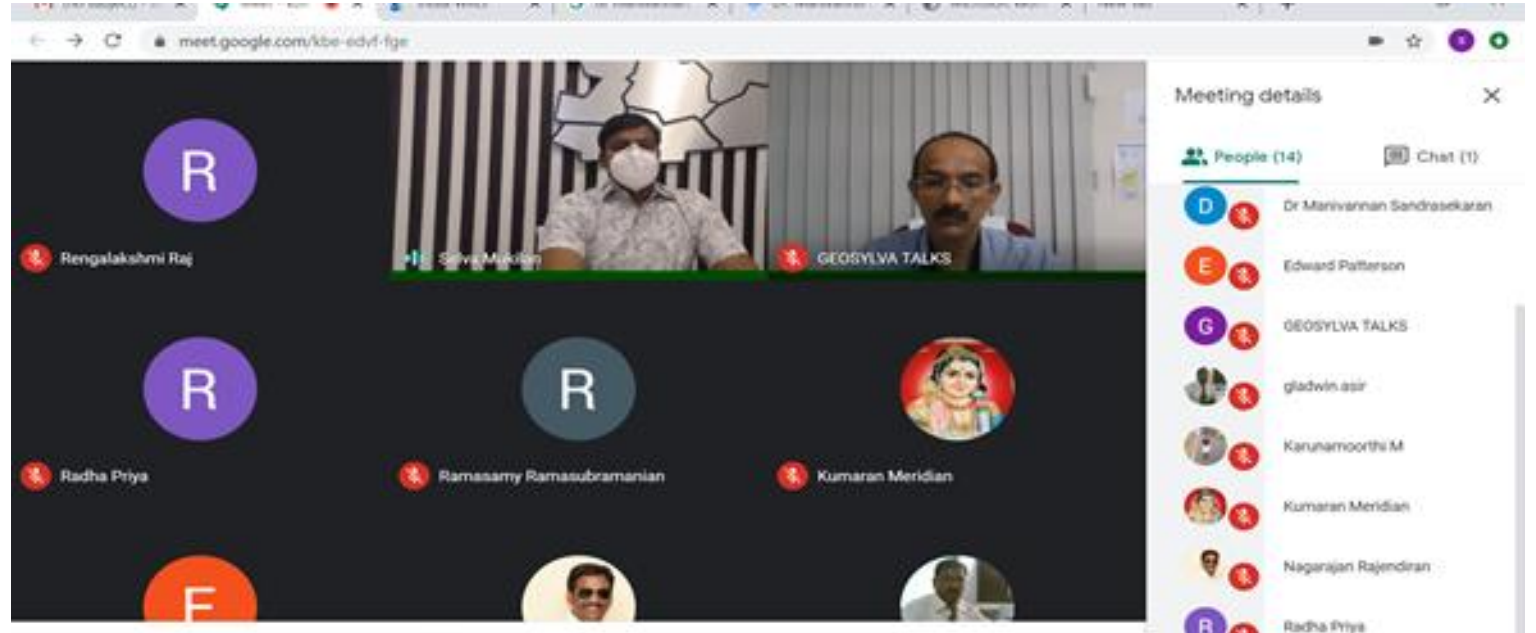 meet.google.com/kbe-edvf-fge
Meeting details
People (14)
Chat (1)
R
Rengalakshmi Raj
Selva Mukilan
GEOSYLVA TALKS
R
Radha Priya
R
Ramasamy Ramasubramanian
Kumaran Meridian
E
D
Dr Manivannan Sandrasekaran
E
Edward Patterson
G
GEOSYLVA TALKS
gladwin asir
Karunamoorthi M
Kumaran Meridian
Nagarajan Rajendiran
R
Radha Priya